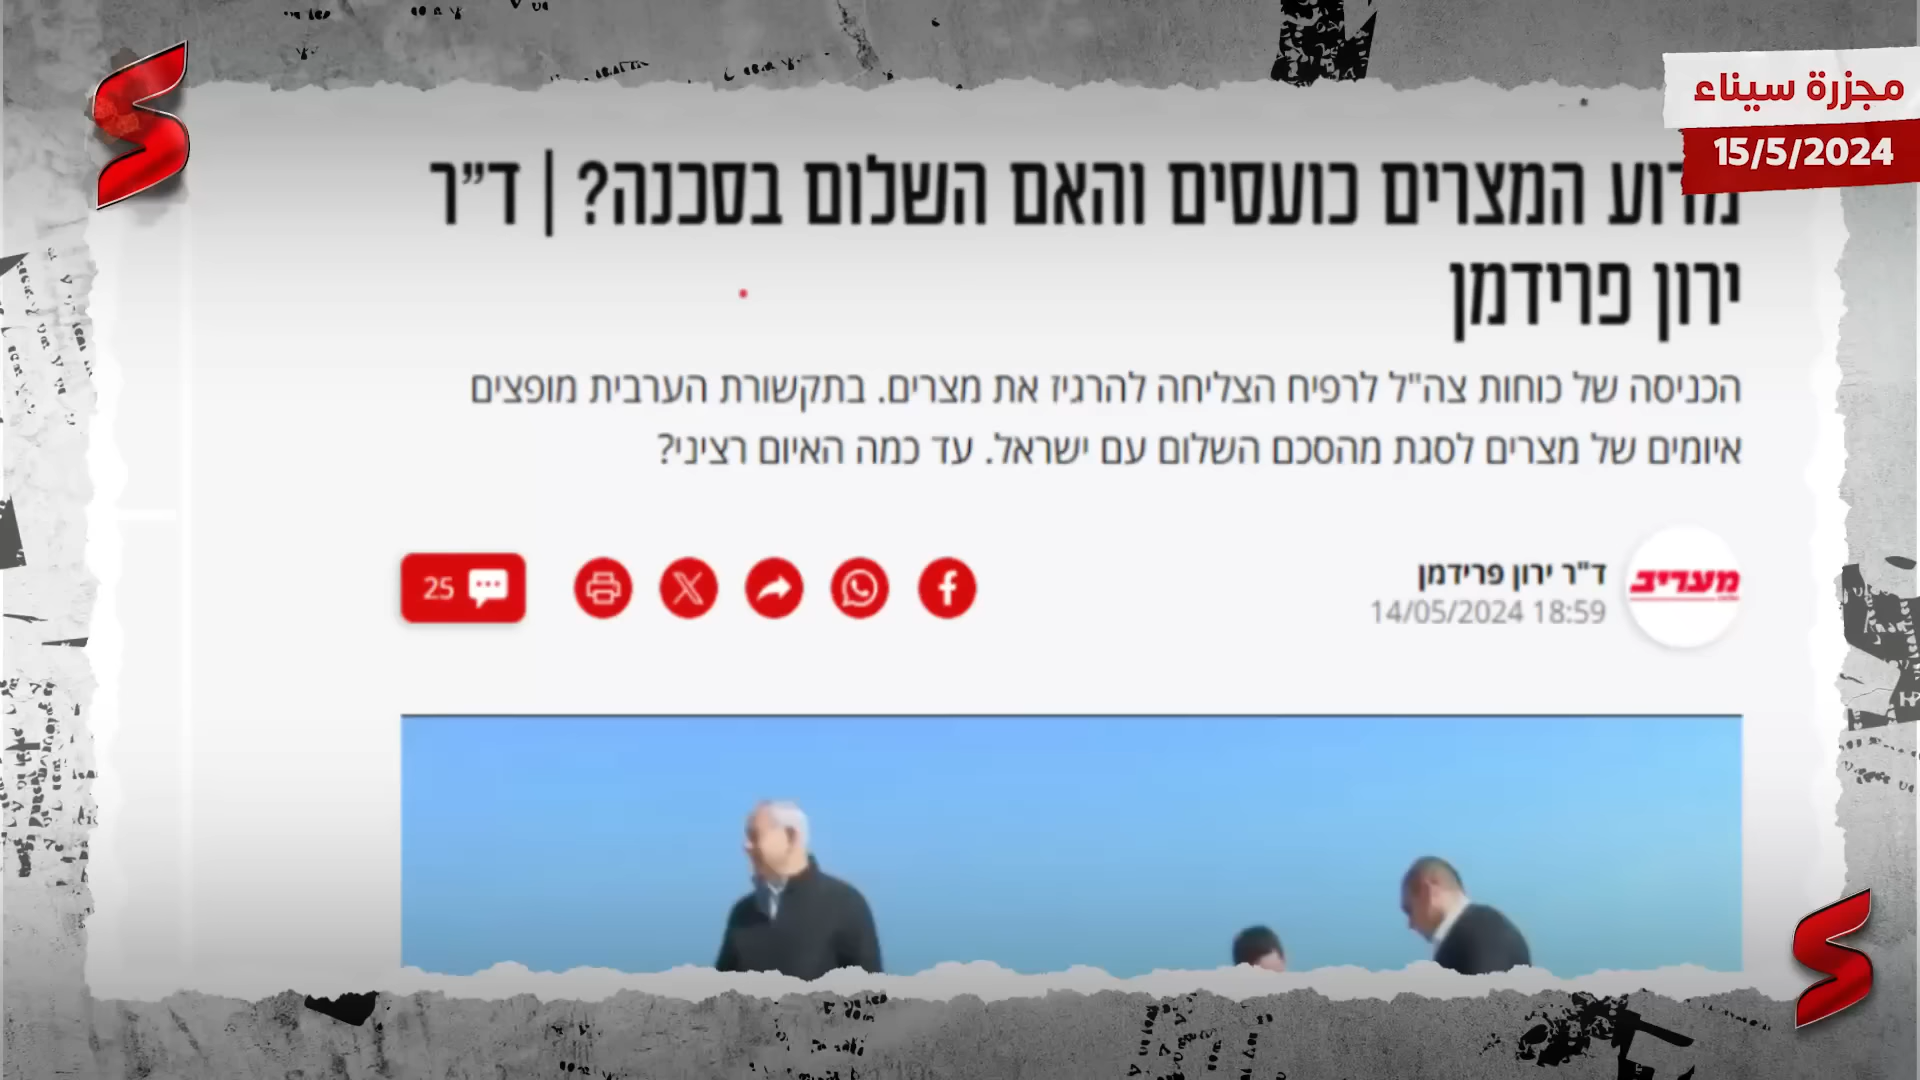 مجزرة سيناء
15/5/2024
מדוע המצרים כועסים והאם השלום בסכנה? | ד"ר
ירון פרידמן
הכניסה של כוחות צה"ל לרפיח הצליחה להרגיז את מצרים. בתקשורת הערבית מופצים
איומים של מצרים לסגת מהסכם השלום עם ישראל. עד כמה האיום רציני?
מעריב
ד"ר ירון פרידמן
14/05/2024 18:59
25